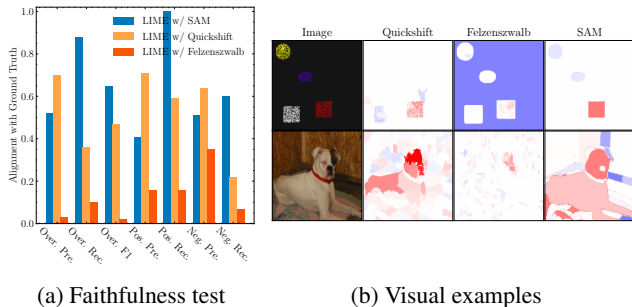 LIME w/ SAM
LIME w/ Quickshift
LIME w/ Felzenszwalb
Alignment with Ground Truth
1.0
0.8
0.6
0.4
0.2
0.0
Over. Pre.
Over. Rec.
Over. F1
Pos. Pre.
Pos. Rec.
Neg. Pre.
Neg. Rec.
(a) Faithfulness test
Image Quickshift Felzenszwalb SAM
(b) Visual examples